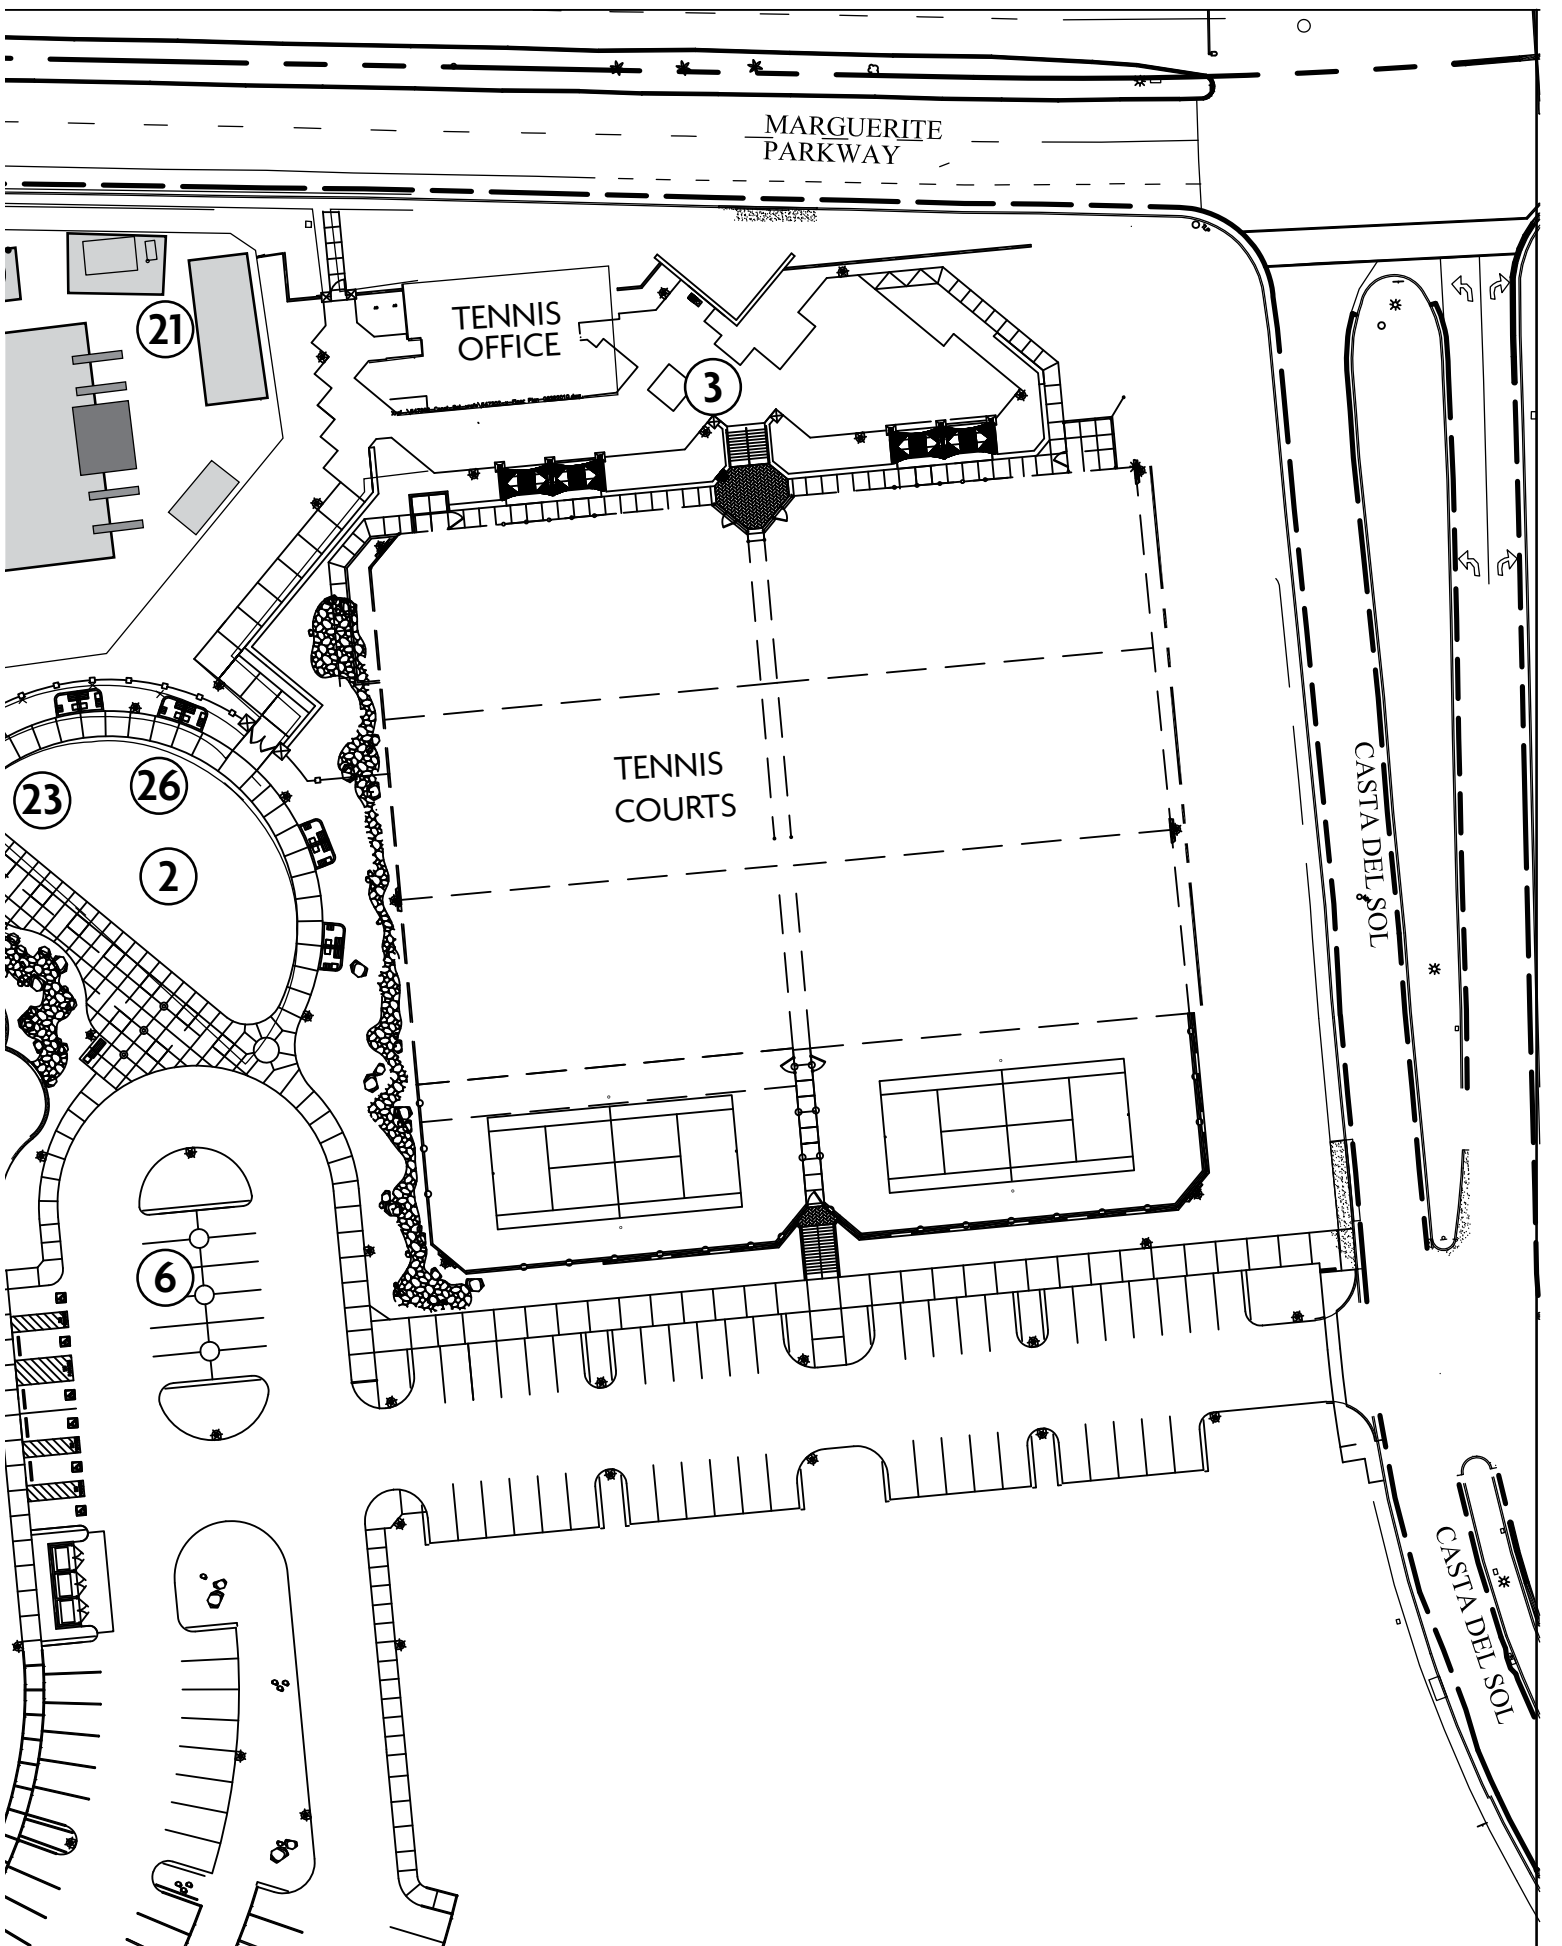 MARGUERITE
PARKWAY
TENNIS
OFFICE
21
3
TENNIS
COURTS
23
26
2
CASTA DEL SOL
6
CASTA DEL SOL